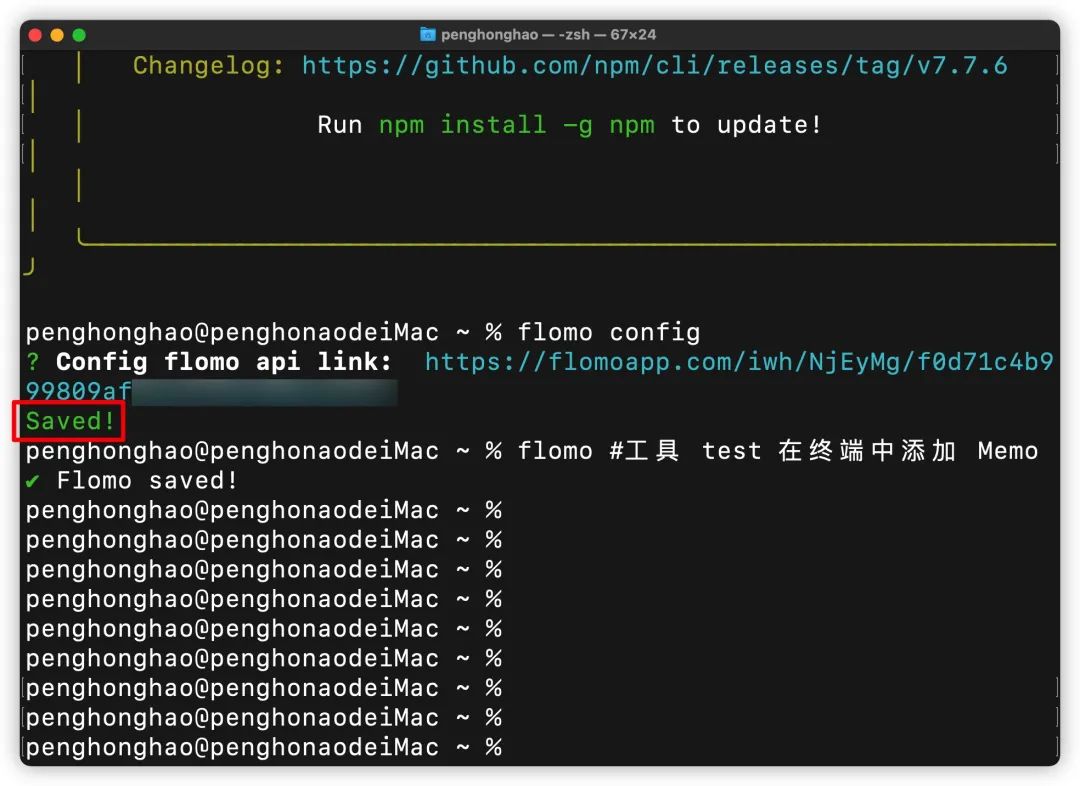 penghonghao — -zsh — 67×24
Changelog: https://github.com/npm/cli/releases/tag/v7.7.6
Run npm install -g npm to update!
penghonghao@penghonaodeiMac ~ % flomo config
? Config flomo api link:  https://flomoapp.com/iwh/NjEyMg/f0d71c4b9
99809af
Saved!
penghonghao@penghonaodeiMac ~ % flomo #工具 test 在终端中添加 Memo
✔ Flomo saved!
penghonghao@penghonaodeiMac ~ %
penghonghao@penghonaodeiMac ~ %
penghonghao@penghonaodeiMac ~ %
penghonghao@penghonaodeiMac ~ %
penghonghao@penghonaodeiMac ~ %
penghonghao@penghonaodeiMac ~ %
penghonghao@penghonaodeiMac ~ %
penghonghao@penghonaodeiMac ~ %
penghonghao@penghonaodeiMac ~ %